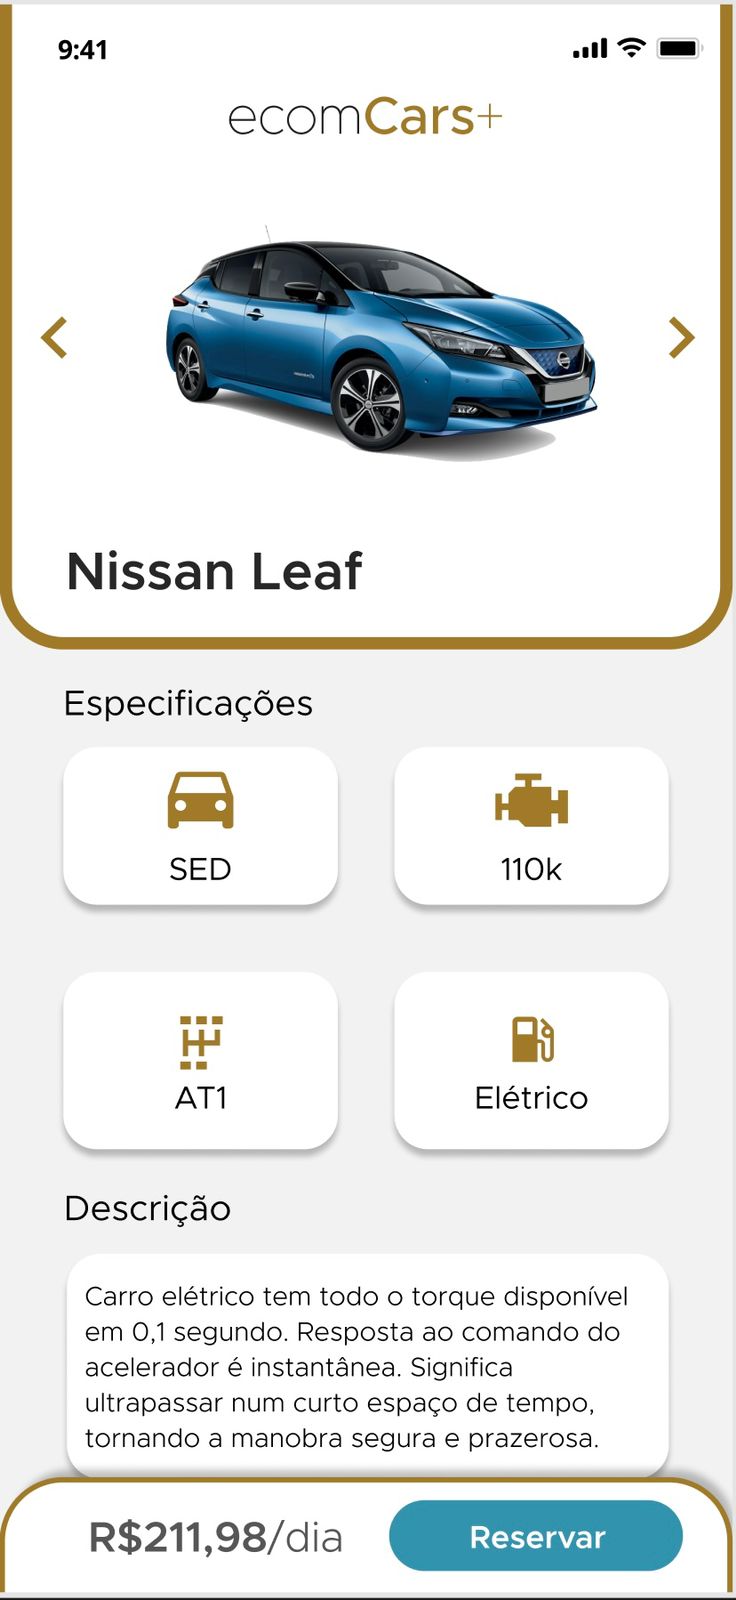 9:41
ecomCars+
Nissan Leaf
Especificações
SED
110k
AT1
Elétrico
Descrição
Carro elétrico tem todo o torque disponível
em 0,1 segundo. Resposta ao comando do
acelerador é instantânea. Significa
ultrapassar num curto espaço de tempo,
tornando a manobra segura e prazerosa.
R$211,98/dia
Reservar